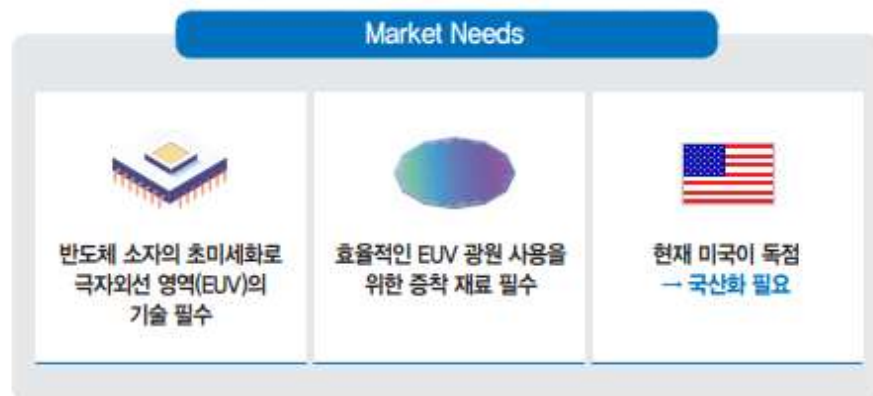 Market Needs
반도체 소자의 초미세화로
극자외선 영역(EUV)의
기술 필수
효율적인 EUV 광원 사용을
위한 증착 재료 필수
현재 미국이 독점
→ 국산화 필요